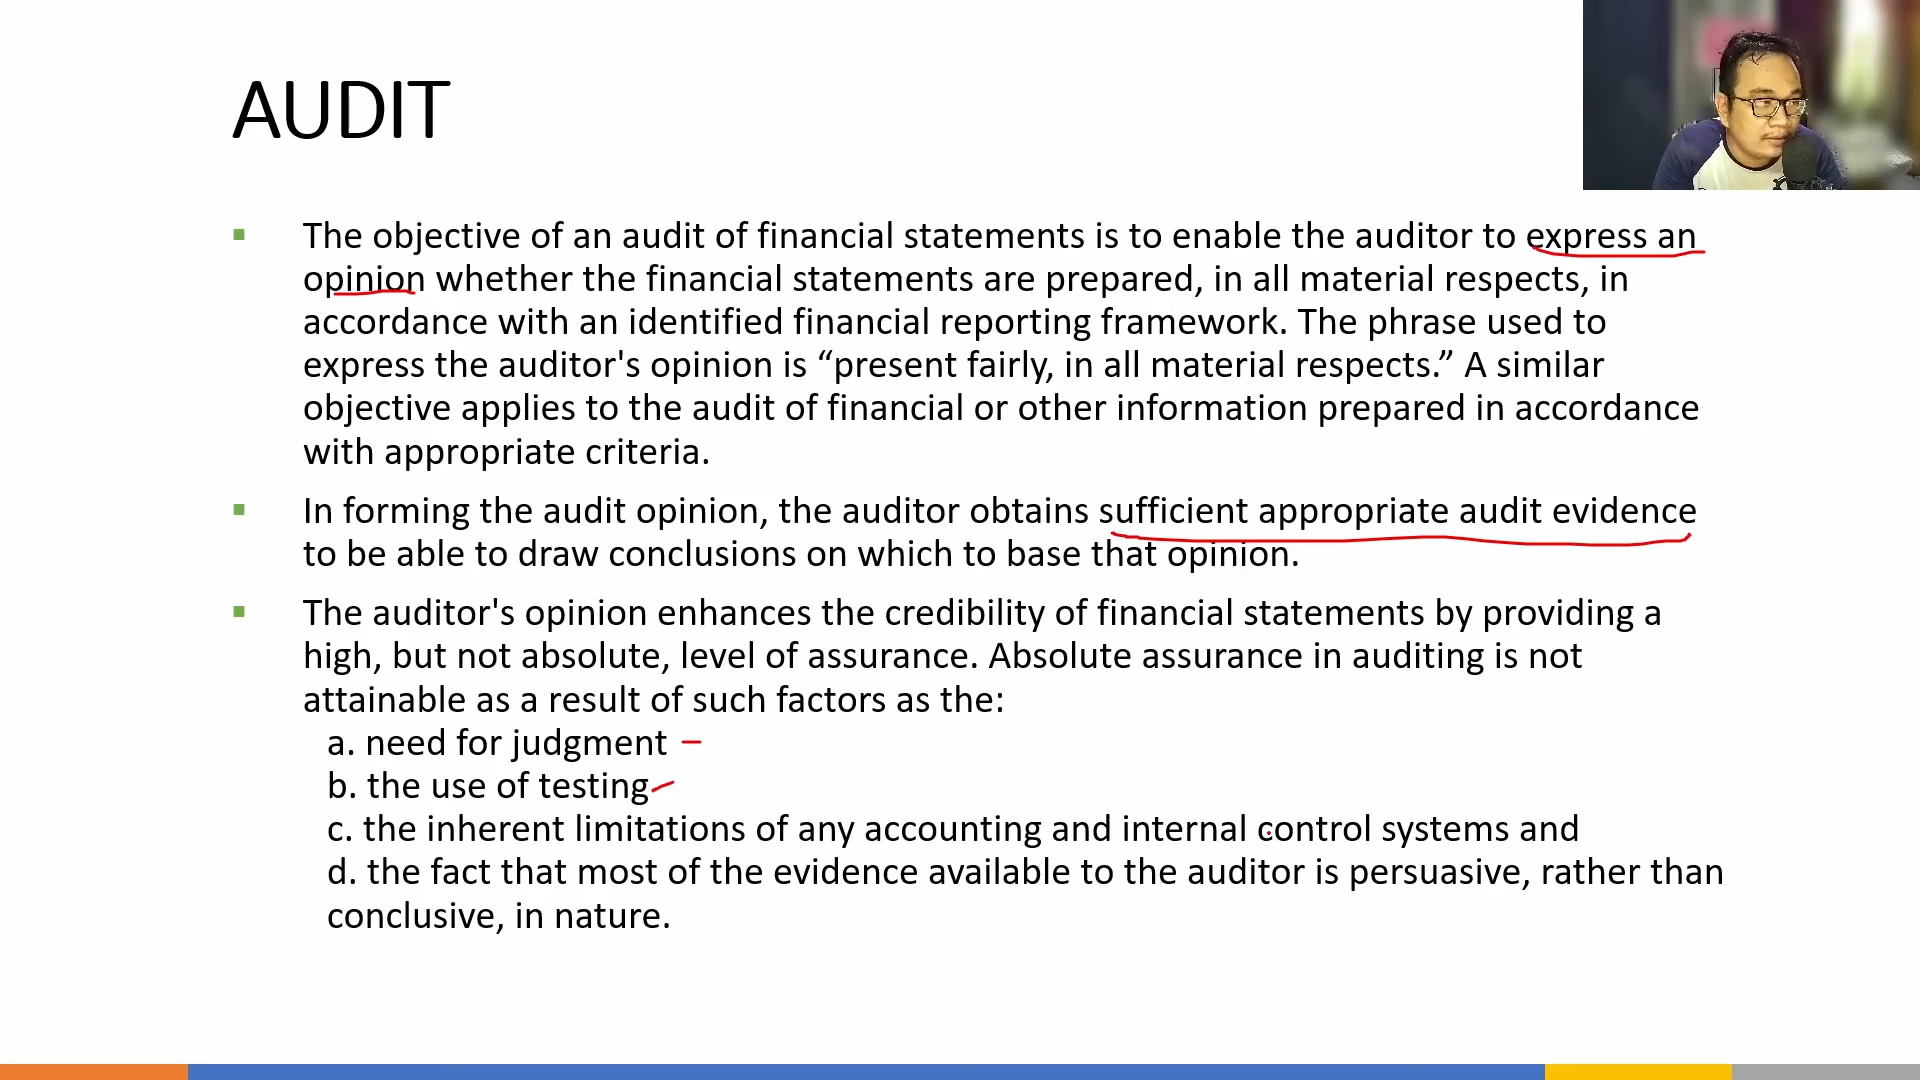 AUDIT
The objective of an audit of financial statements is to enable the auditor to express an
opinion whether the financial statements are prepared, in all material respects, in
accordance with an identified financial reporting framework. The phrase used to
express the auditor's opinion is “present fairly, in all material respects.” A similar
objective applies to the audit of financial or other information prepared in accordance
with appropriate criteria.
In forming the audit opinion, the auditor obtains sufficient appropriate audit evidence
to be able to draw conclusions on which to base that opinion.
The auditor's opinion enhances the credibility of financial statements by providing a
high, but not absolute, level of assurance. Absolute assurance in auditing is not
attainable as a result of such factors as the:
a. need for judgment
b. the use of testing
c. the inherent limitations of any accounting and internal control systems and
d. the fact that most of the evidence available to the auditor is persuasive, rather than
conclusive, in nature.